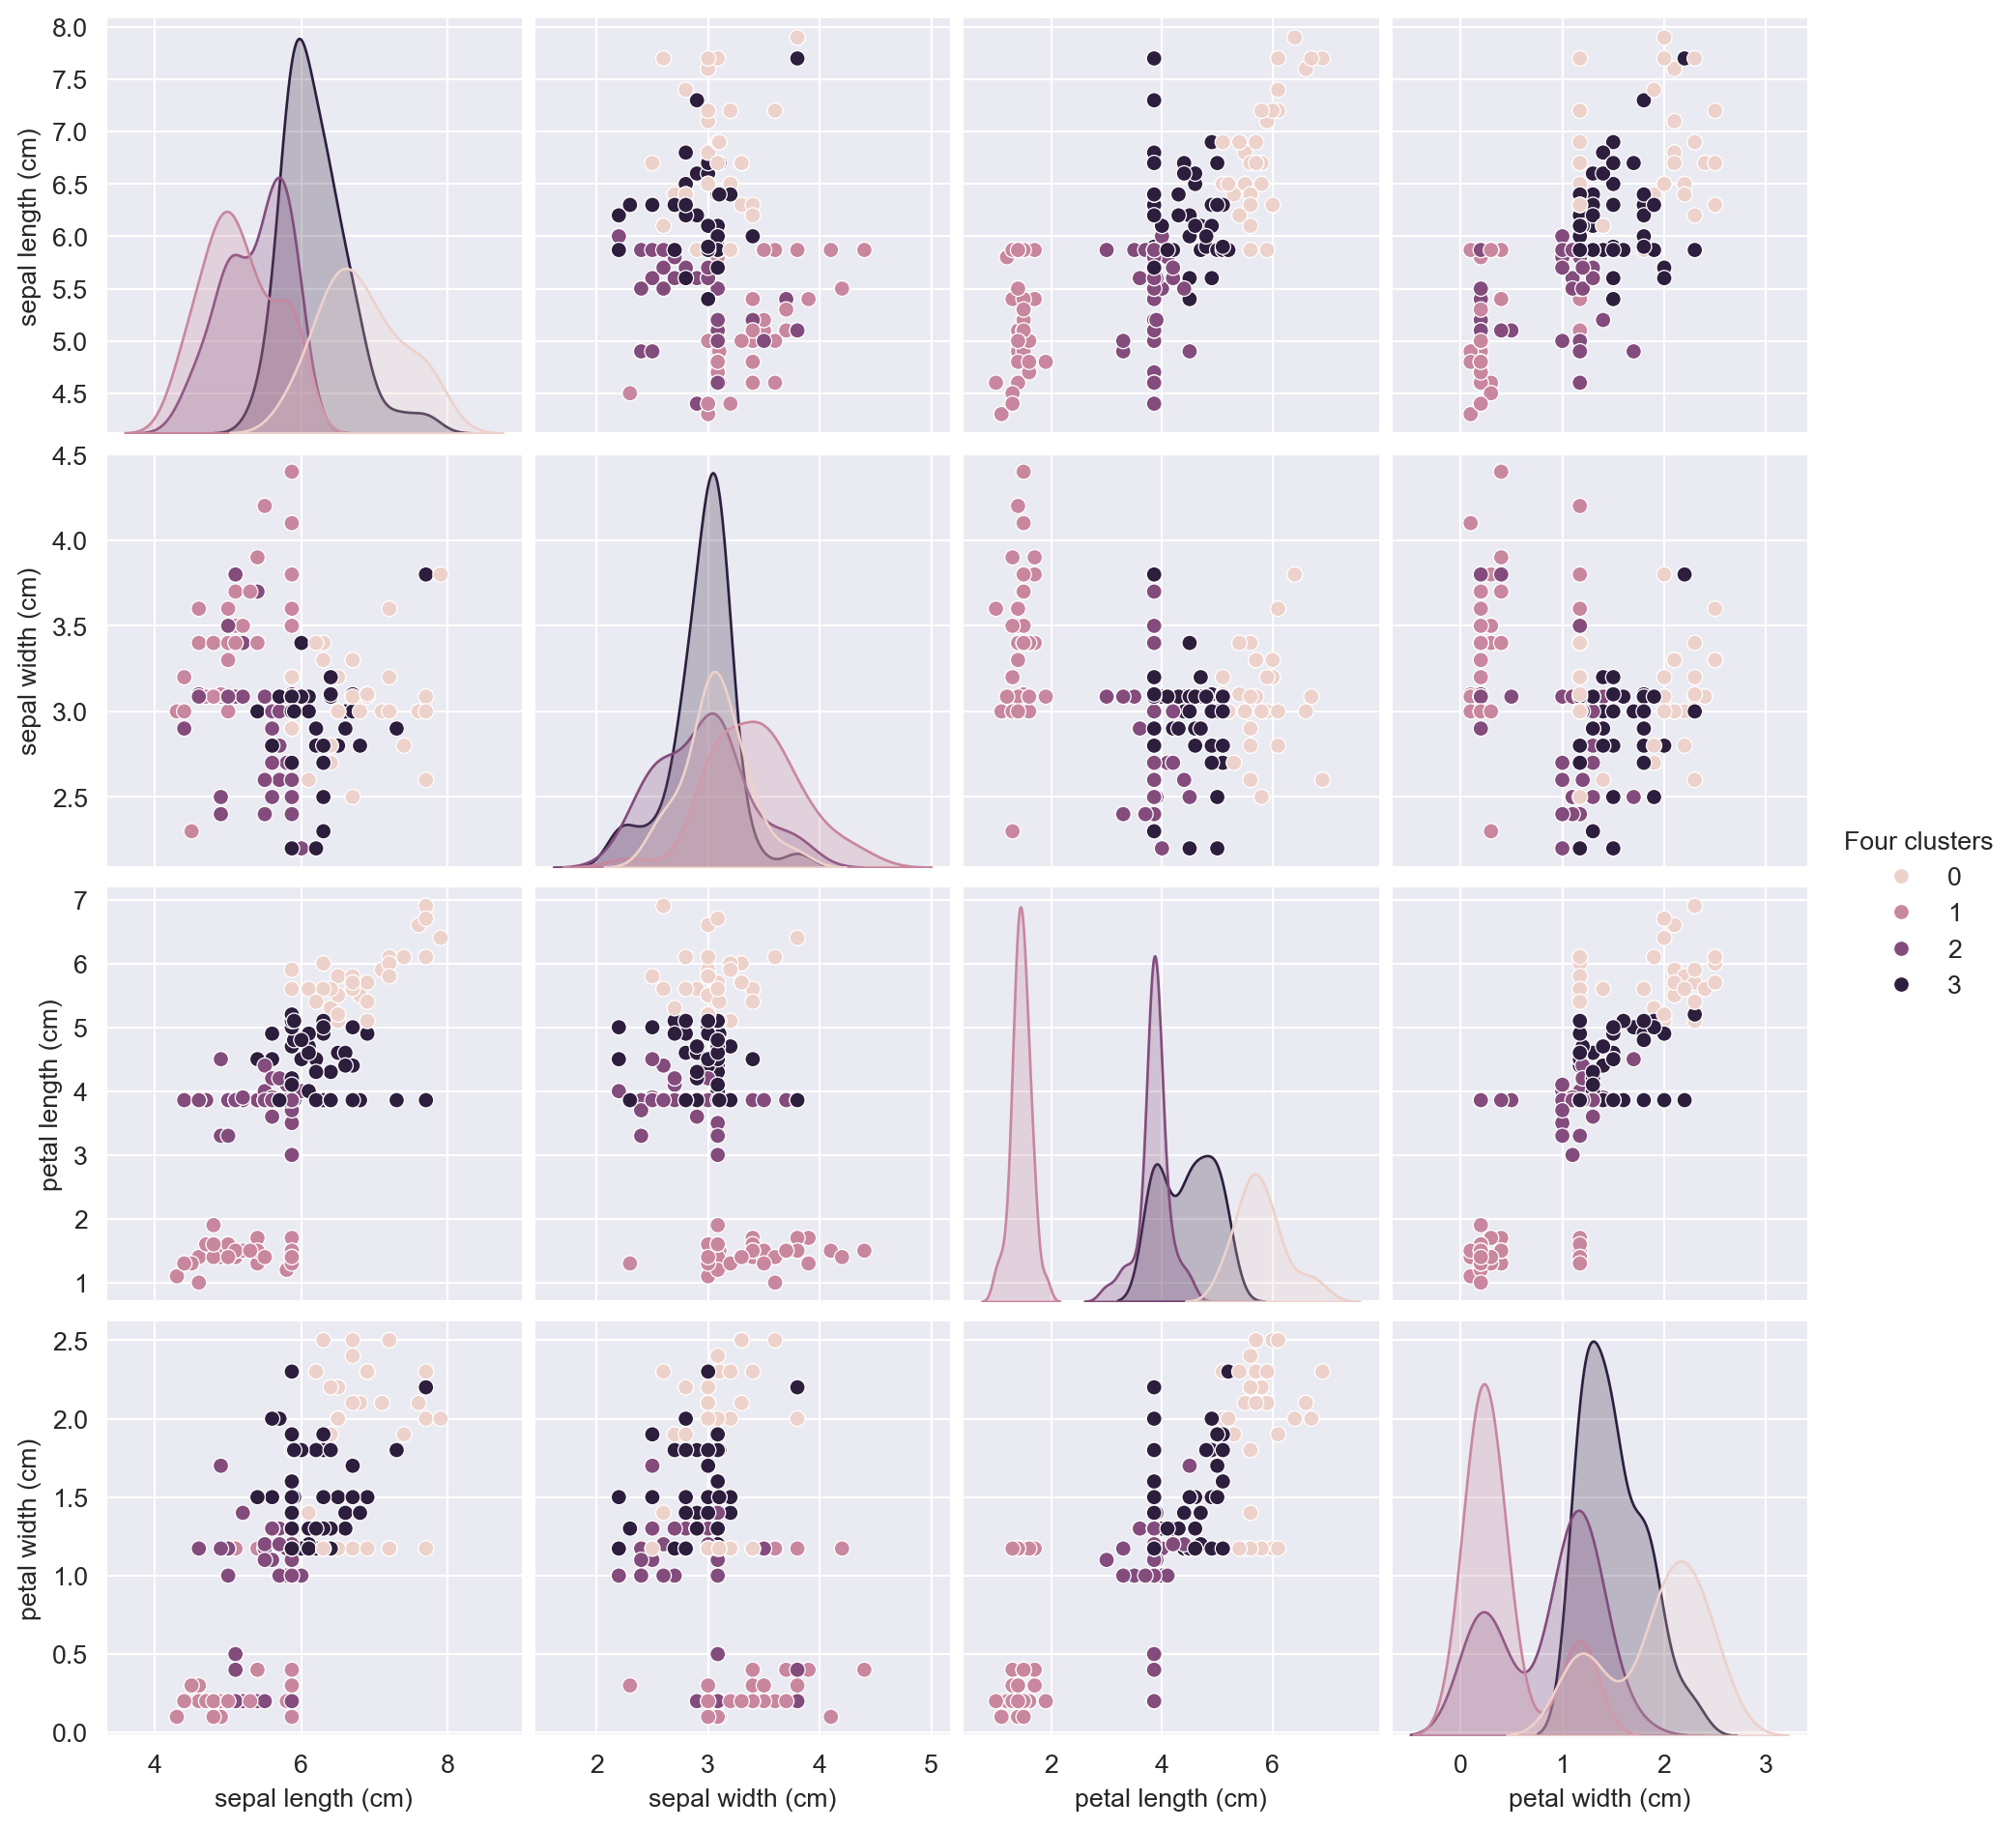 8.0
7.5
7.0
6.5
6.0
5.5
5.0
4.5
sepal length (cm)
4.5
4.0
3.5
3.0
2.5
sepal width (cm)
7
6
5
4
3
2
1
petal length (cm)
2.5
2.0
1.5
1.0
0.5
0.0
petal width (cm)
4 6 8
2 3 4 5
2 4 6
0 1 2 3
sepal length (cm)
sepal width (cm)
petal length (cm)
petal width (cm)
Four clusters
0
1
2
3